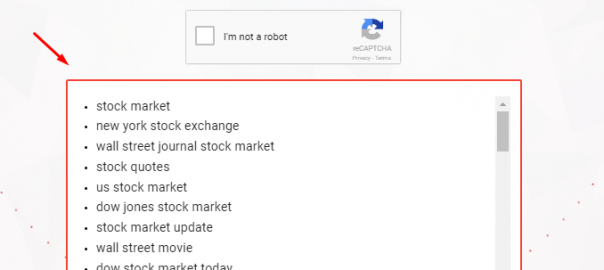 I'm not a robot
reCAPTCHA
Privacy - Terms
stock market
new york stock exchange
wall street journal stock market
stock quotes
us stock market
dow jones stock market
stock market update
wall street movie
dow stock market today